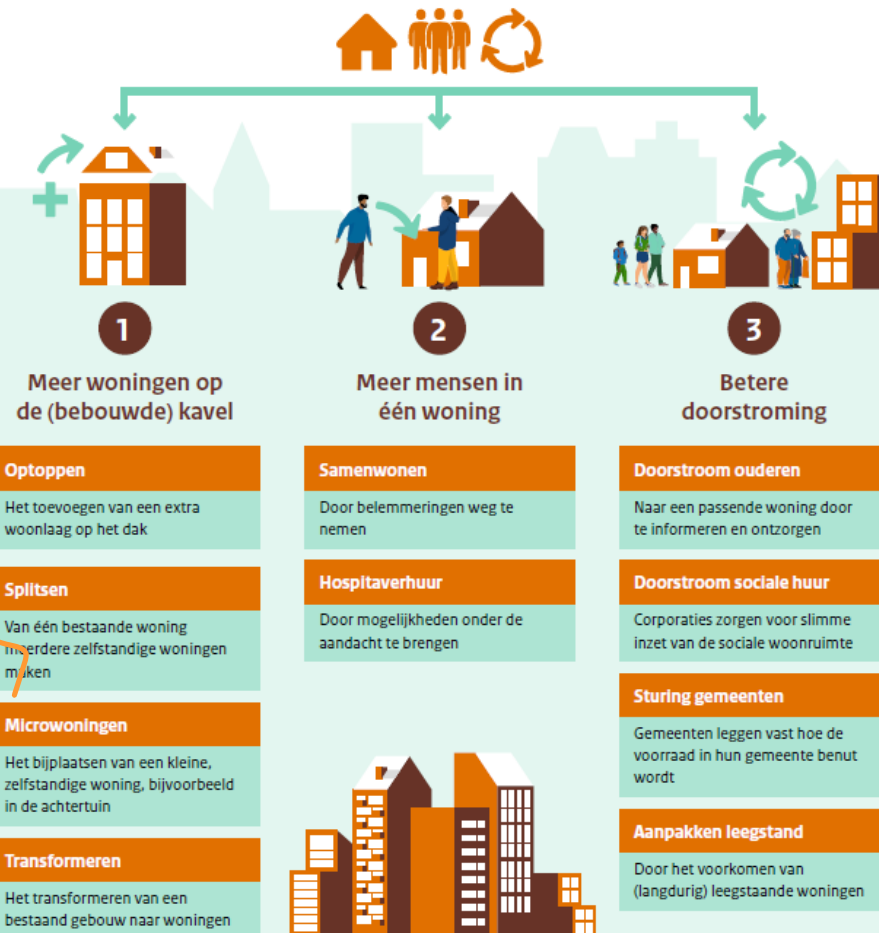 1
Meer woningen op
de (bebouwde) kavel
Optoppen
Het toevoegen van een extra
woonlaag op het dak
Splitsen
Van één bestaande woning
meerdere zelfstandige woningen
maken
Microwoningen
Het bijplaatsen van een kleine,
zelfstandige woning, bijvoorbeeld
in de achtertuin
Transformeren
Het transformeren van een
bestaand gebouw naar woningen
2
Meer mensen in
één woning
Samenwonen
Door belemmeringen weg te
nemen
Hospitaverhuur
Door mogelijkheden onder de
aandacht te brengen
3
Betere
doorstroming
Doorstroom ouderen
Naar een passende woning door
te informeren en ontzorgen
Doorstroom sociale huur
Corporaties zorgen voor slimme
inzet van de sociale woonruimte
Sturing gemeenten
Gemeenten leggen vast hoe de
voorraad in hun gemeente benut
wordt
Aanpakken leegstand
Door het voorkomen van
(langdurig) leegstaande woningen